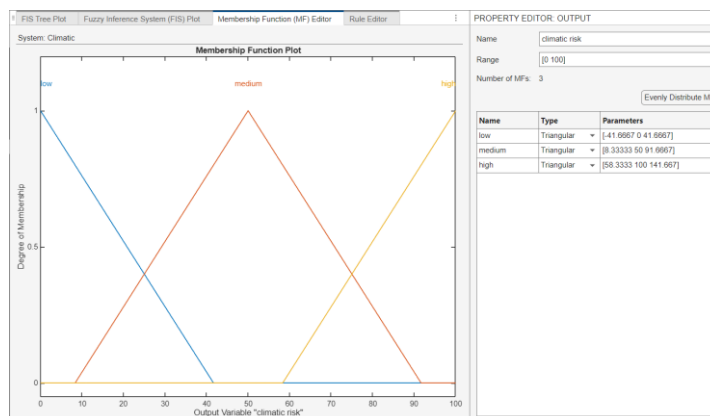 FIS Tree Plot Fuzzy Inference System (FIS) Plot Membership Function (MF) Editor Rule Editor
System: Climatic
Membership Function Plot
low medium high
1
0.5
0
Degree of Membership
0 10 20 30 40 50 60 70 80 90 100
Output Variable "climatic risk"
PROPERTY EDITOR: OUTPUT
Name climatic risk
Range [0 100]
Number of MFs: 3
Evenly Distribute M
Name Type Parameters
low Triangular [-41.6667 0 41.6667]
medium Triangular [8.33333 50 91.6667]
high Triangular [58.3333 100 141.667]